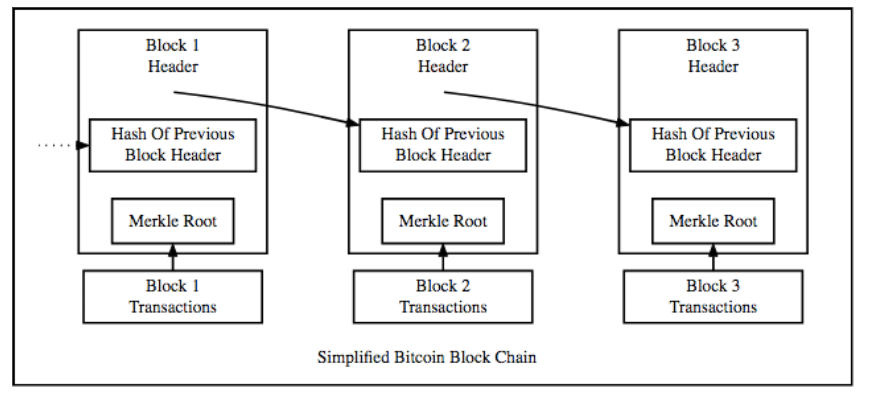 Block 1
Header
Hash Of Previous
Block Header
Merkle Root
Block 1
Transactions
Block 2
Header
Hash Of Previous
Block Header
Merkle Root
Block 2
Transactions
Block 3
Header
Hash Of Previous
Block Header
Merkle Root
Block 3
Transactions
Simplified Bitcoin Block Chain